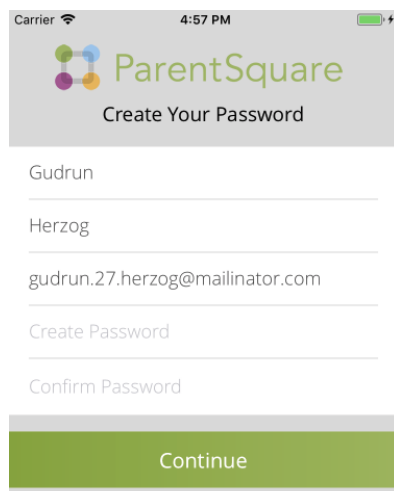 Carrier 4:57 PM
ParentSquare
Create Your Password
Gudrun
Herzog
gudrun.27.herzog@mailinator.com
Create Password
Confirm Password
Continue